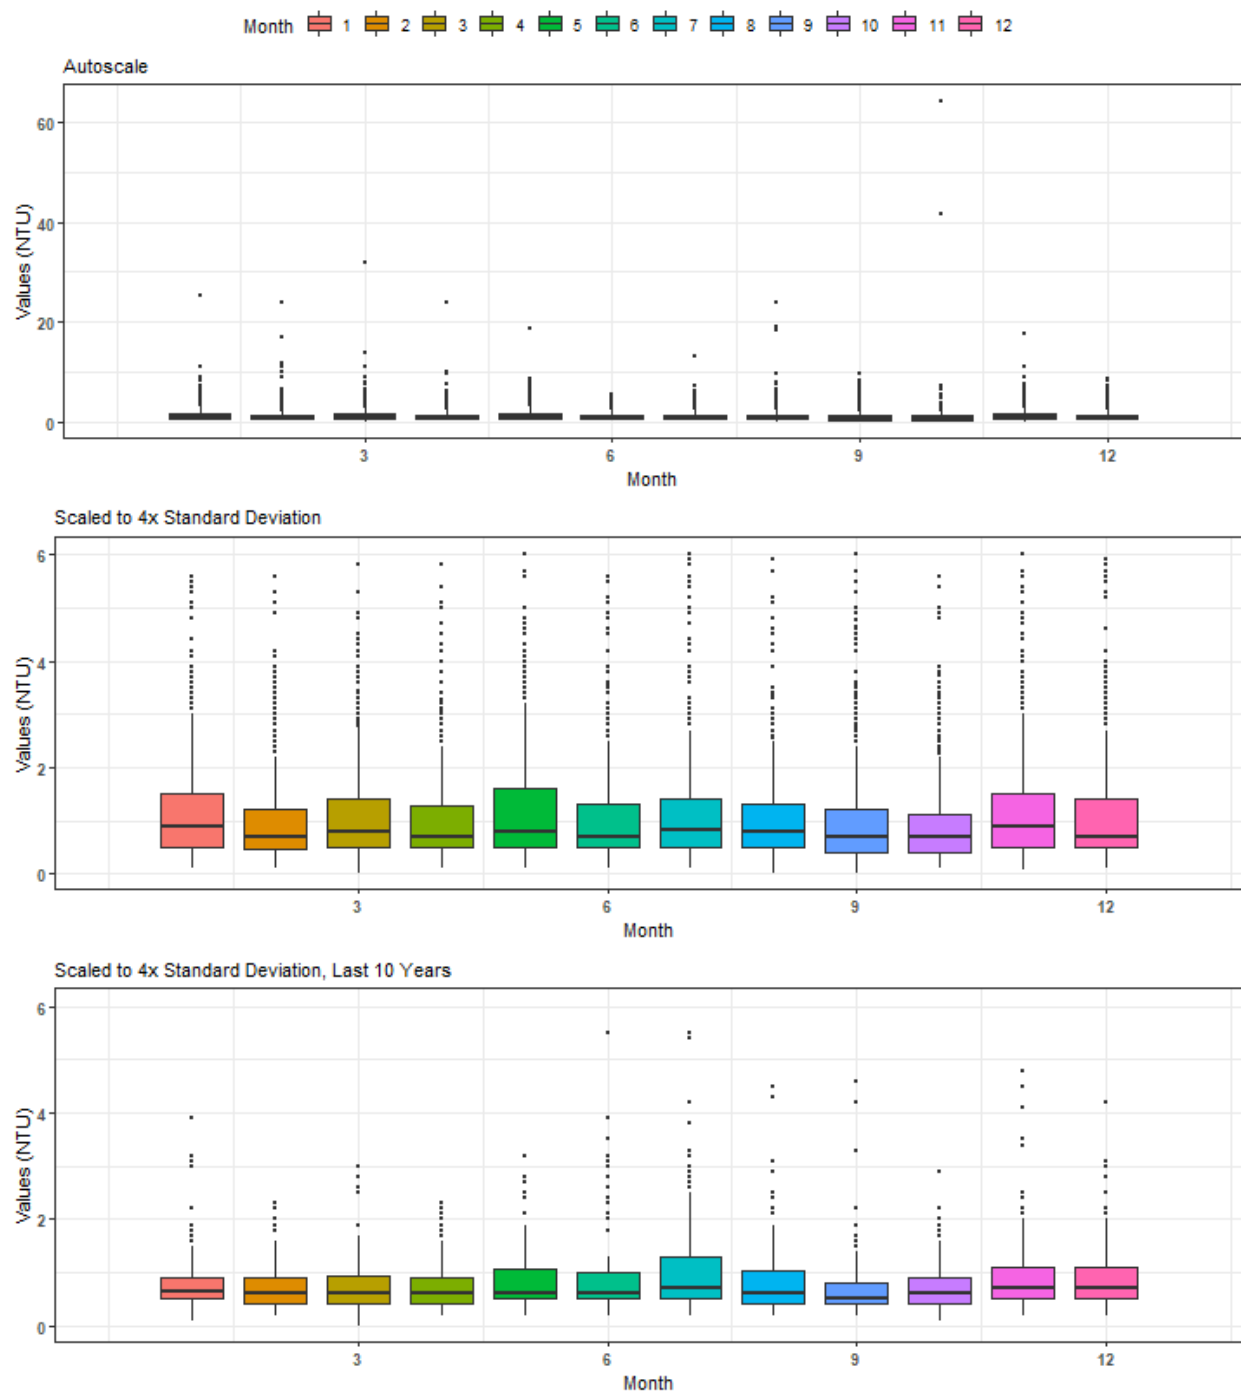 Month 1 2 3 4 5 6 7 8 9 10 11 12
Autoscale
Values (NTU)
60
40
20
0
3 6 9 12
Month
Scaled to 4x Standard Deviation
Values (NTU)
6
4
2
0
3 6 9 12
Month
Scaled to 4x Standard Deviation, Last 10 Years
Values (NTU)
6
4
2
0
3 6 9 12
Month